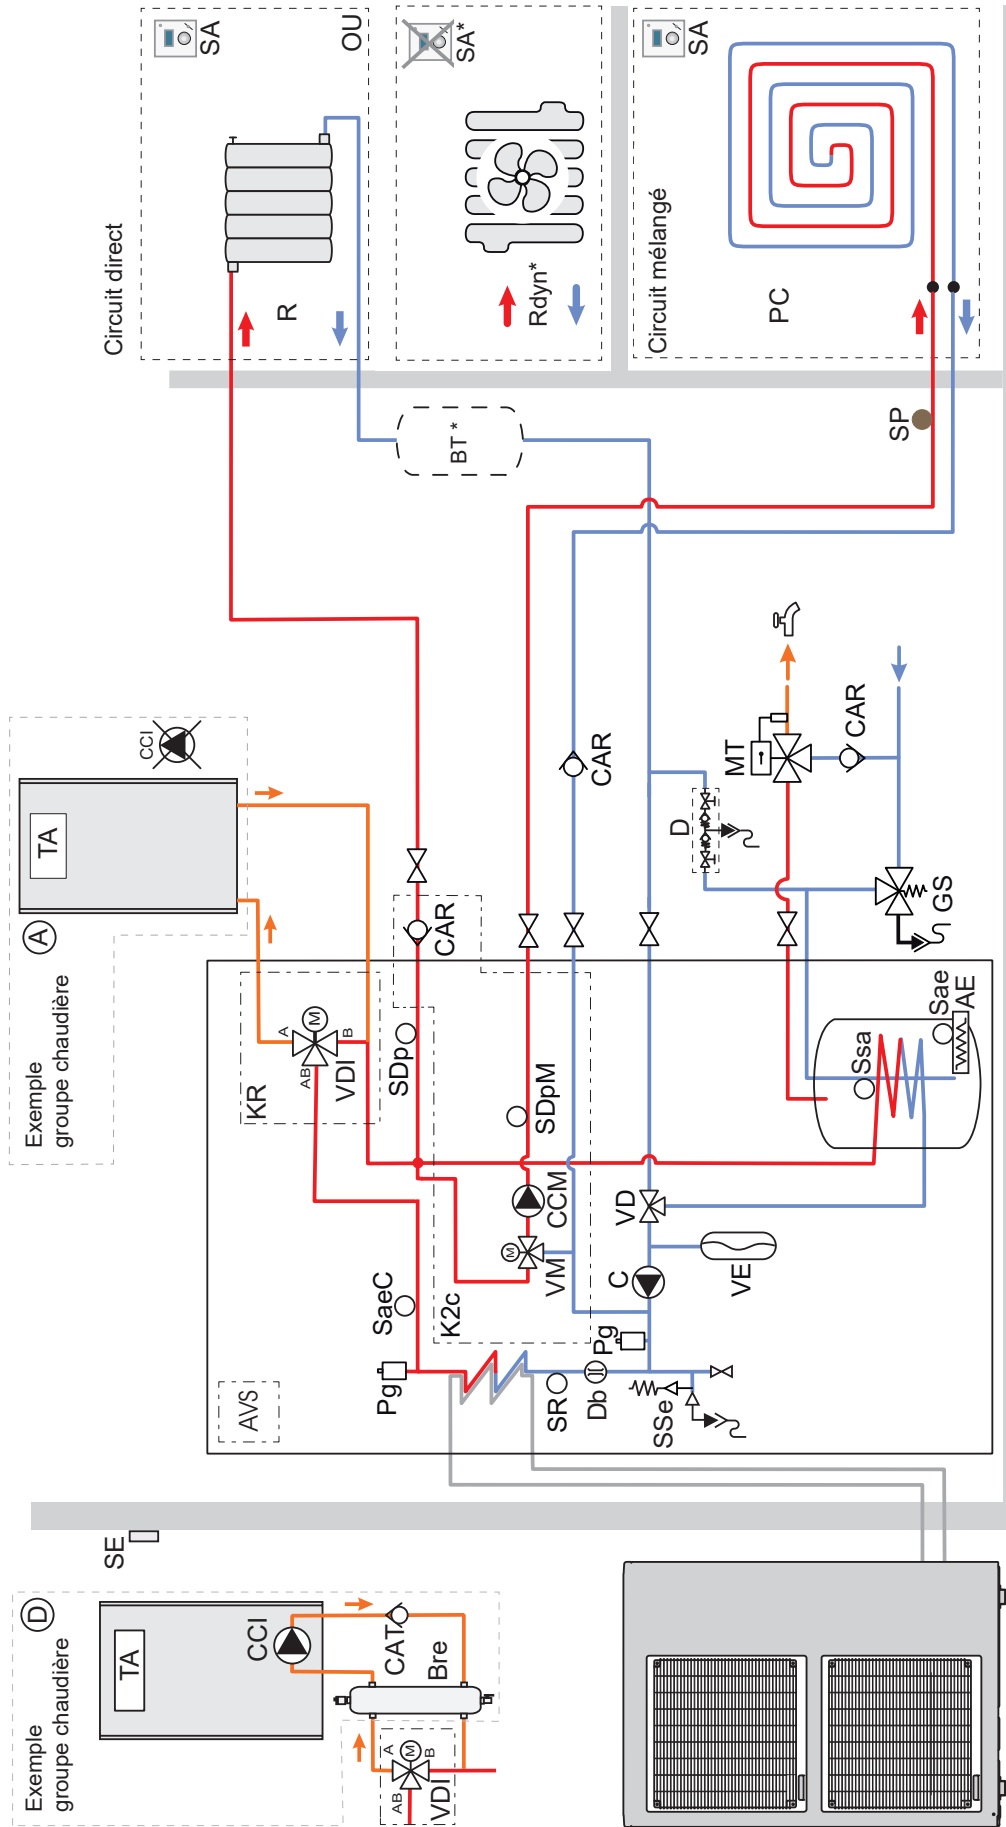 Exemple
groupe chaudière
D
TA
CCI
CAT
Bre
A
AB
M
B
VDI
SE
AVS
Exemple
groupe chaudière
A
TA
CCI
KR
A
AB
M
B
VDI
SaeC
Pg
K2c
SDp
CAR
SDpM
CCM
M
VM
SR
Db
Pg
SSe
C
VD
VE
Ssa
Sae
AE
CAR
D
MT
CAR
GS
BT *
SP
Circuit direct
R
SA
OU
SA*
Rdyn*
Circuit mélangé
SA
PC